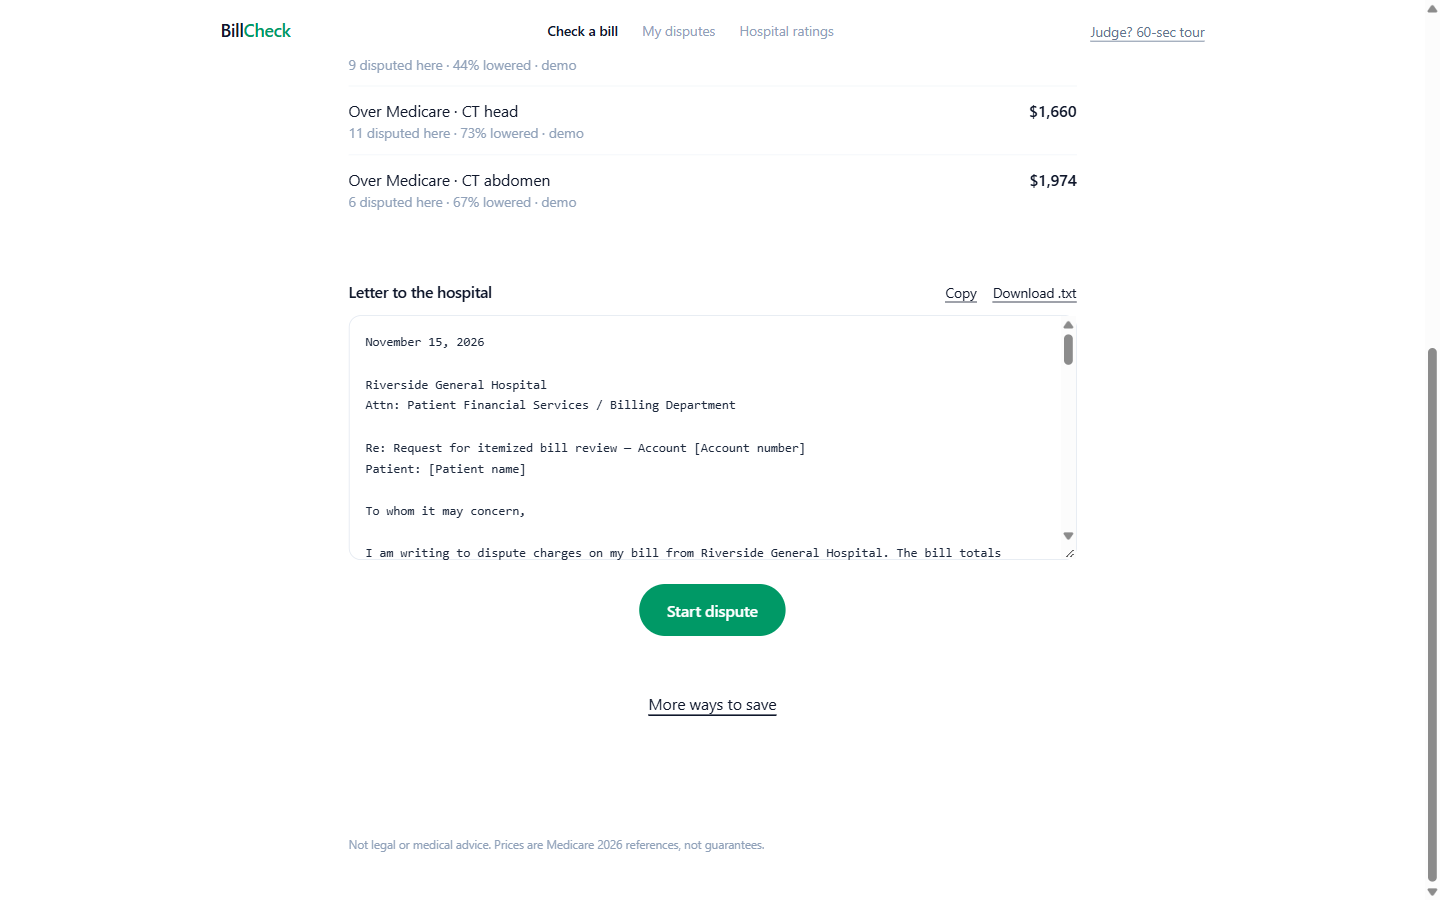 BillCheck
Check a bill
My disputes
Hospital ratings
Judge? 60-sec tour
9 disputed here · 44% lowered · demo
Over Medicare · CT head
$1,660
11 disputed here · 73% lowered · demo
Over Medicare · CT abdomen
$1,974
6 disputed here · 67% lowered · demo
Letter to the hospital
Copy
Download .txt
November 15, 2026
Riverside General Hospital
Attn: Patient Financial Services / Billing Department
Re: Request for itemized bill review — Account [Account number]
Patient: [Patient name]
To whom it may concern,
I am writing to dispute charges on my bill from Riverside General Hospital. The bill totals
Start dispute
More ways to save
Not legal or medical advice. Prices are Medicare 2026 references, not guarantees.